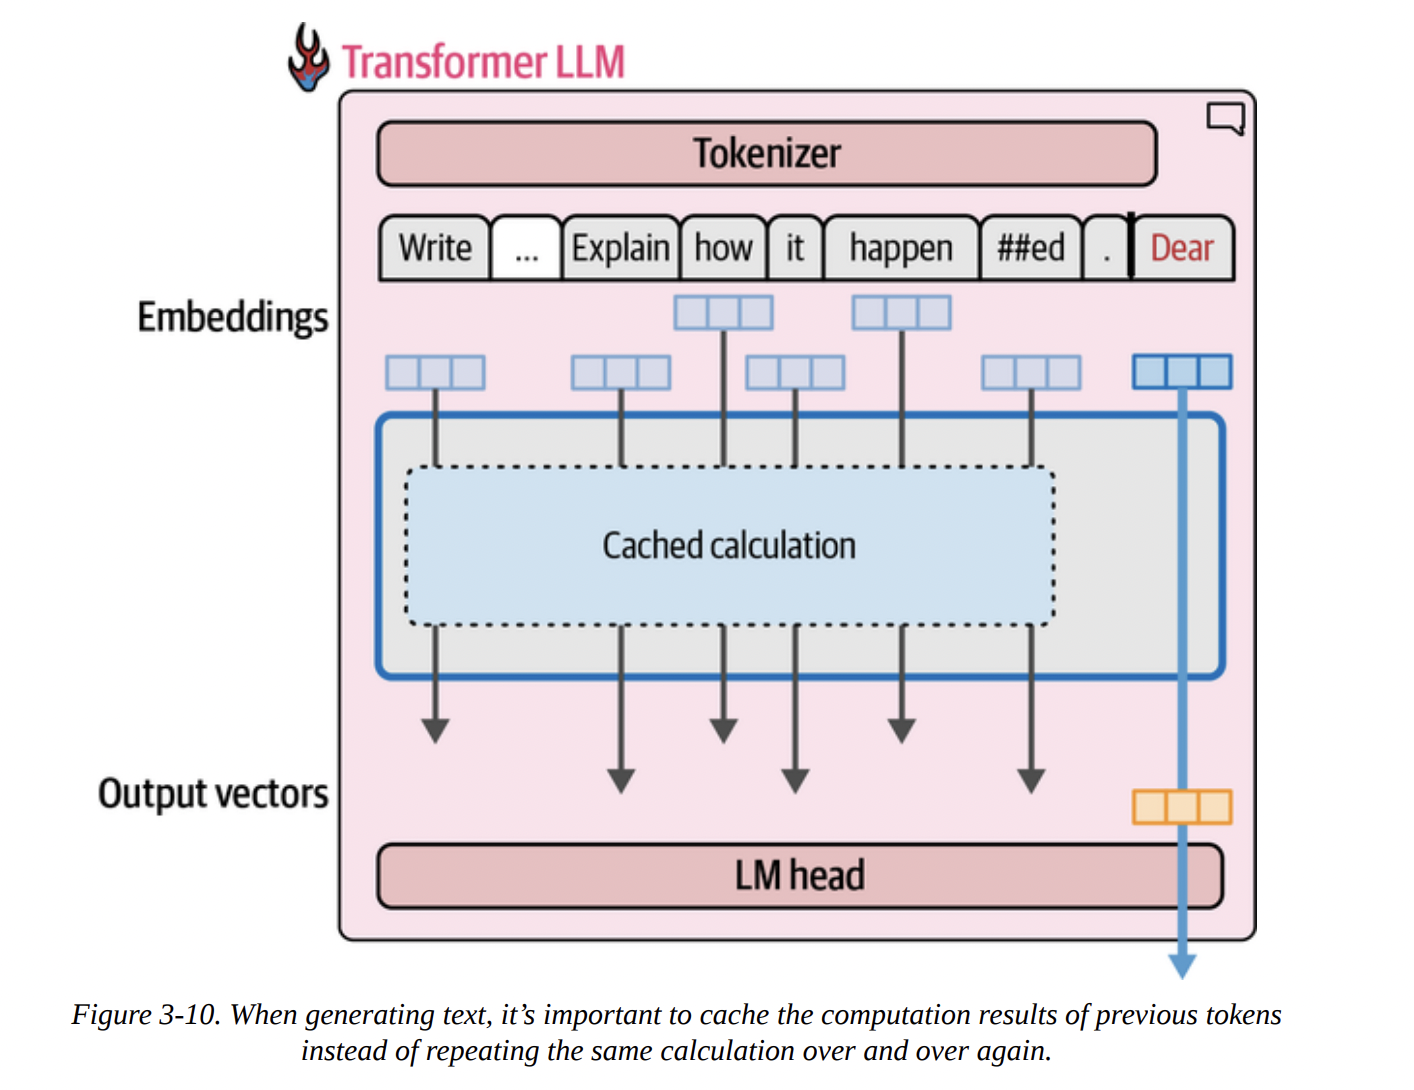 Transformer LLM
Tokenizer
Write ... Explain how it happen ##ed . Dear
Embeddings
Cached calculation
Output vectors
LM head
Figure 3-10. When generating text, it’s important to cache the computation results of previous tokens
instead of repeating the same calculation over and over again.